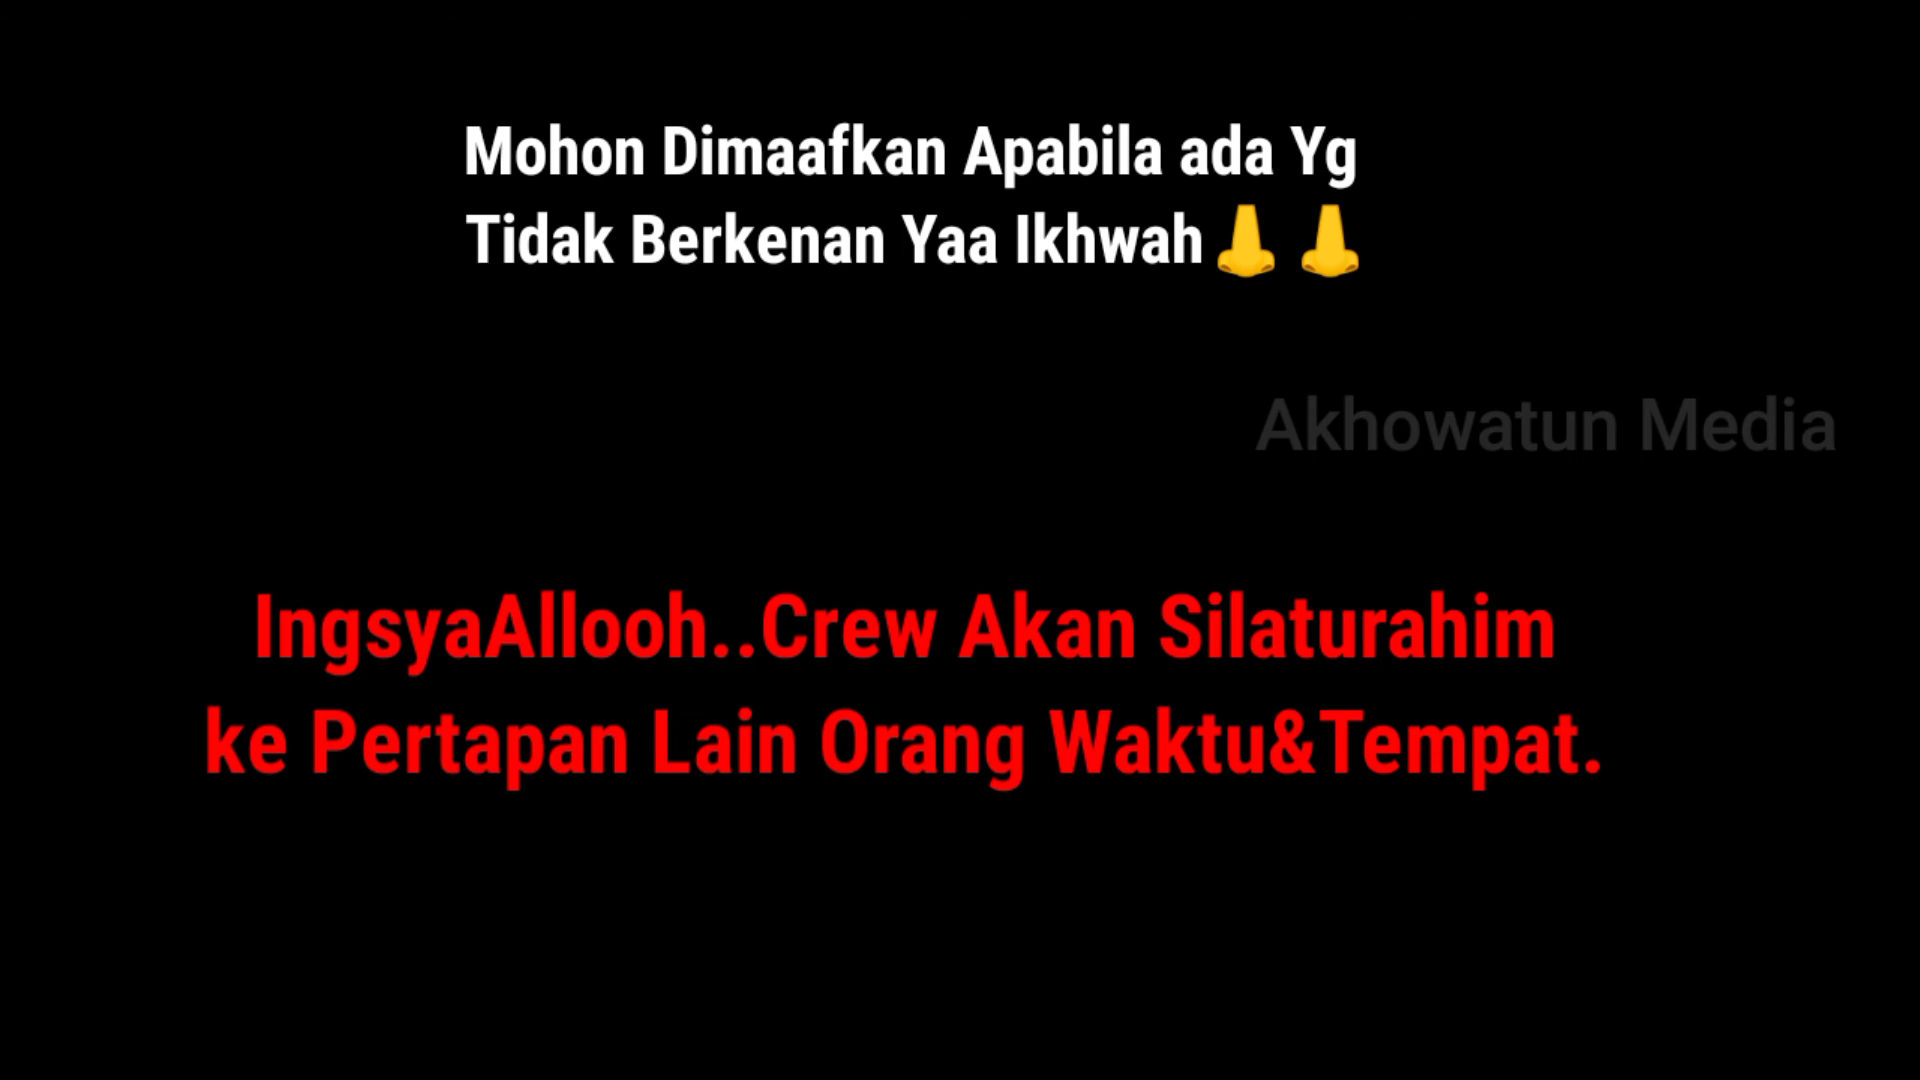 Mohon Dimaafkan Apabila ada Yg
Tidak Berkenan Yaa Ikhwah👃👃
Akhowatun Media
IngsyaAllooh..Crew Akan Silaturahim
ke Pertapan Lain Orang Waktu&Tempat.